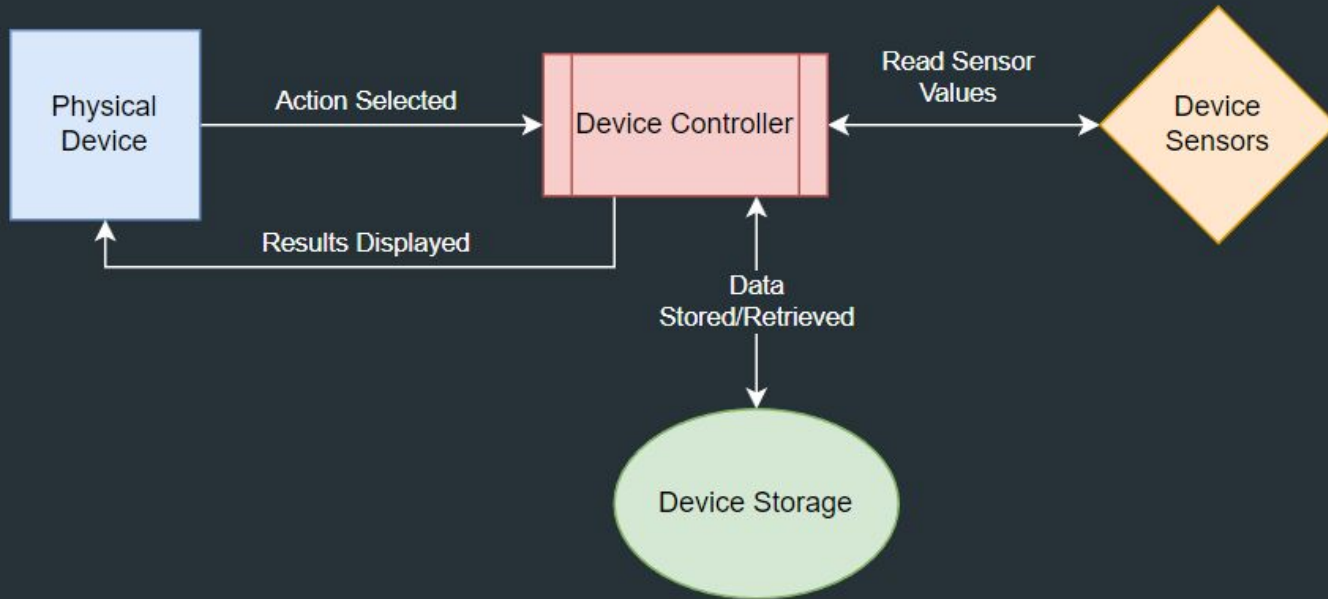 Physical
Device
Action Selected
Device Controller
Read Sensor
Values
Device
Sensors
Results Displayed
Data
Stored/Retrieved
Device Storage